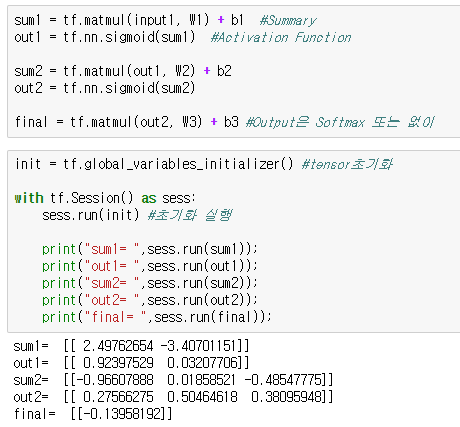 sum1 = tf.matmul(input1, W1) + b1  #Summary
out1 = tf.nn.sigmoid(sum1)  #Activation Function
sum2 = tf.matmul(out1, W2) + b2
out2 = tf.nn.sigmoid(sum2)
final = tf.matmul(out2, W3) + b3 #Output은 Softmax 또는 없이
init = tf.global_variables_initializer() #tensor초기화
with tf.Session() as sess:
    sess.run(init) #초기화 실행
    print("sum1= ",sess.run(sum1));
    print("out1= ",sess.run(out1));
    print("sum2= ",sess.run(sum2));
    print("out2= ",sess.run(out2));
    print("final= ",sess.run(final));
sum1=  [[ 2.49762654 -3.40701151]]
out1=  [[ 0.92397529  0.03207706]]
sum2=  [[-0.96607888  0.01858521 -0.48547775]]
out2=  [[ 0.27566275  0.50464618  0.38095948]]
final=  [[-0.13958192]]